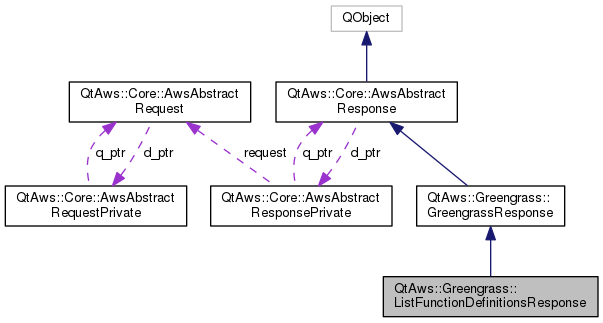 QObject
QtAws::Core::AwsAbstract
Request
QtAws::Core::AwsAbstract
Response
q_ptr
d_ptr
request
q_ptr
d_ptr
QtAws::Core::AwsAbstract
RequestPrivate
QtAws::Core::AwsAbstract
ResponsePrivate
QtAws::Greengrass::
GreengrassResponse
QtAws::Greengrass::
ListFunctionDefinitionsResponse